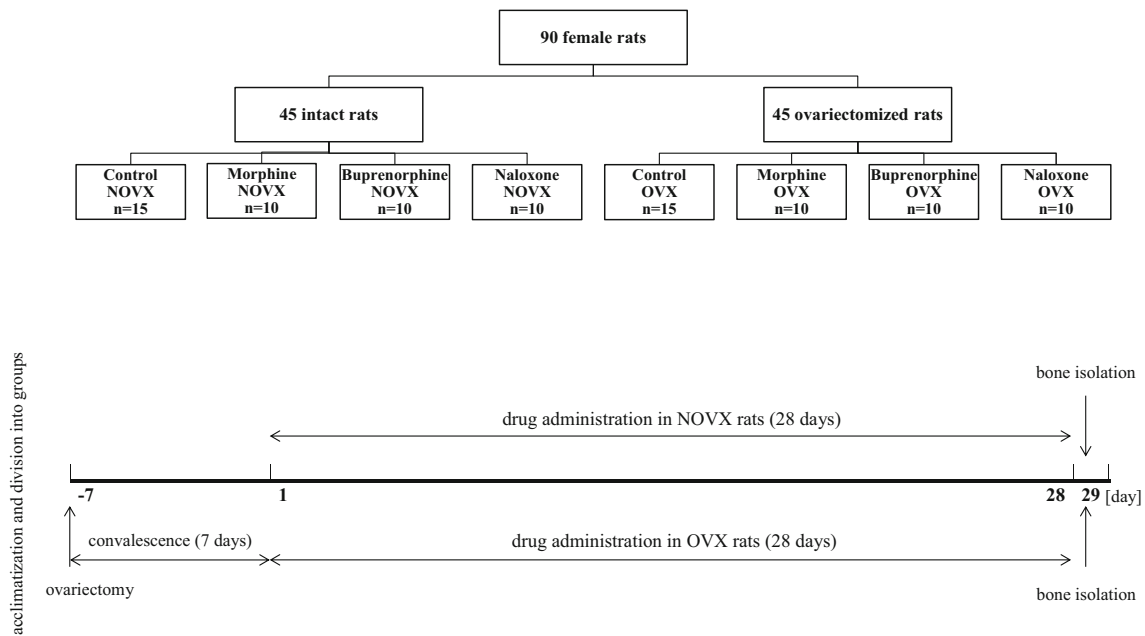 90 female rats
45 intact rats
45 ovariectomized rats
Control
NOVX
n=15
Morphine
NOVX
n=10
Buprenorphine
NOVX
n=10
Naloxone
NOVX
n=10
Control
OVX
n=15
Morphine
OVX
n=10
Buprenorphine
OVX
n=10
Naloxone
OVX
n=10
acclimatization and division into groups
bone isolation
drug administration in NOVX rats (28 days)
-7 1 28 29 [day]
convalescence (7 days)
drug administration in OVX rats (28 days)
ovariectomy
bone isolation